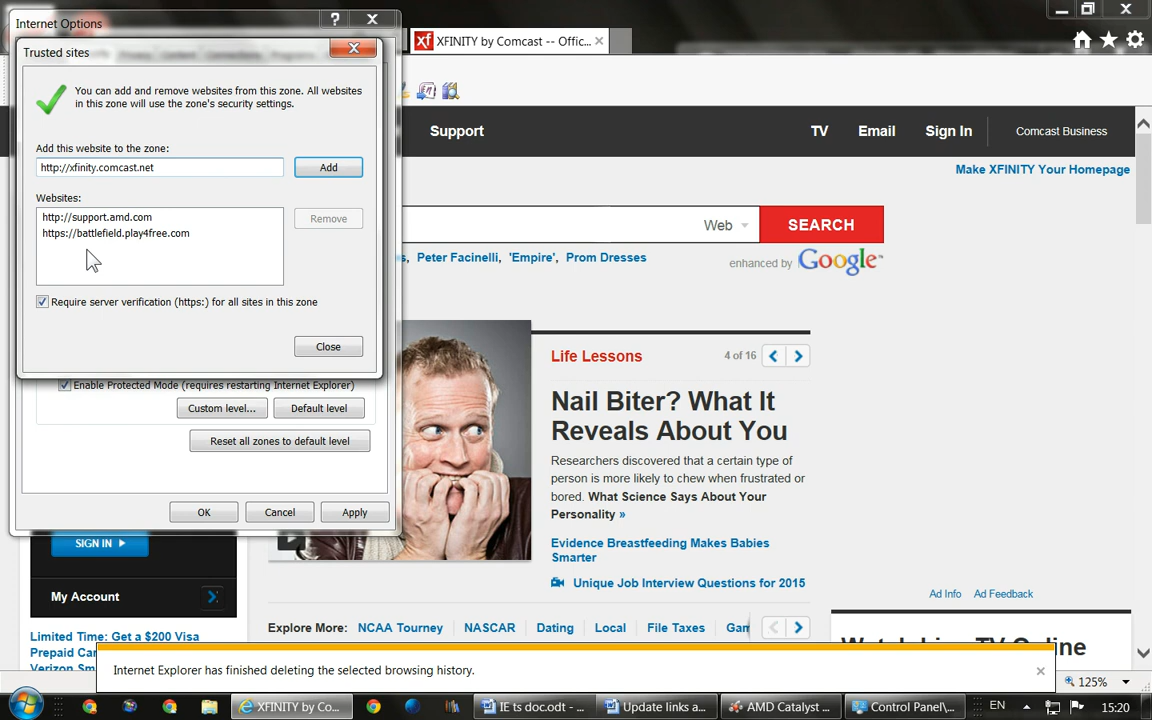 Internet Options
?
Trusted sites
You can add and remove websites from this zone. All websites
in this zone will use the zone's security settings.
Add this website to the zone:
http://xfinity.comcast.net
Add
Websites:
http://support.amd.com
https://battlefield.play4free.com
Remove
Require server verification (https:) for all sites in this zone
Close
Enable Protected Mode (requires restarting Internet Explorer)
Custom level...
Default level
Reset all zones to default level
OK
Cancel
Apply
xf XFINITY by Comcast -- Offic...
Support
TV
Email
Sign In
Comcast Business
Make XFINITY Your Homepage
Web
SEARCH
Peter Facinelli, 'Empire', Prom Dresses
enhanced by Google™
Life Lessons
4 of 16
Nail Biter? What It
Reveals About You
Researchers discovered that a certain type of
person is more likely to chew when frustrated or
bored. What Science Says About Your
Personality »
Evidence Breastfeeding Makes Babies
Smarter
Unique Job Interview Questions for 2015
SIGN IN
My Account
Limited Time: Get a $200 Visa
Prepaid Car
Verizon Sm
Ad Info
Ad Feedback
Explore More:
NCAA Tourney
NASCAR
Dating
Local
File Taxes
Internet Explorer has finished deleting the selected browsing history.
125%
XFINITY by Co...
IE ts doc.odt - ...
Update links a...
AMD Catalyst ...
Control Panel\...
EN
15:20